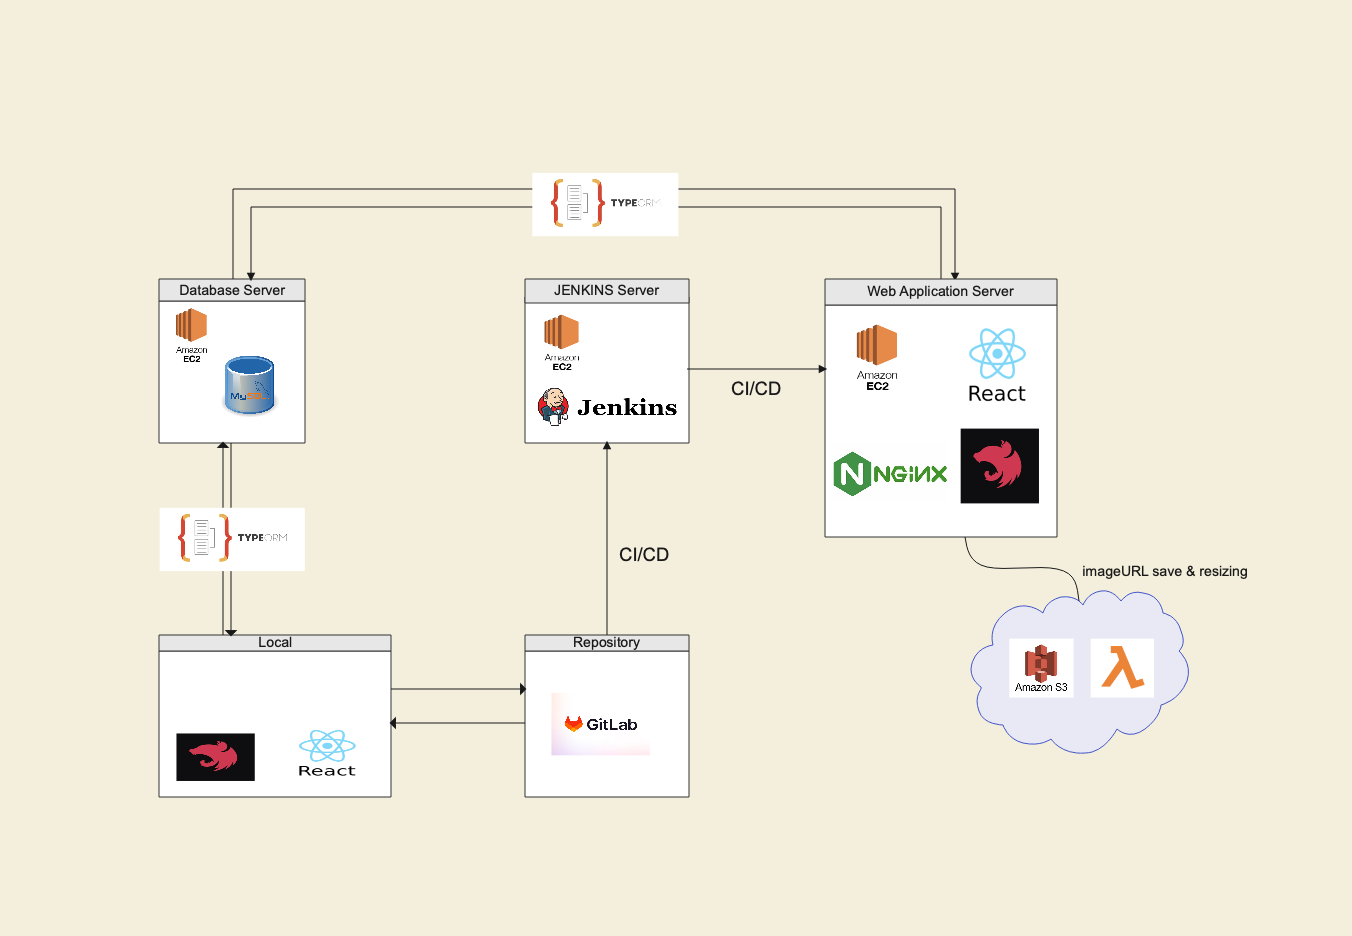 TYPEORM
Database Server
Amazon
EC2
MySQL
JENKINS Server
Amazon
EC2
Jenkins
CI/CD
Web Application Server
Amazon
EC2
React
NGINX
TYPEORM
CI/CD
imageURL save & resizing
Amazon S3
Local
React
Repository
GitLab